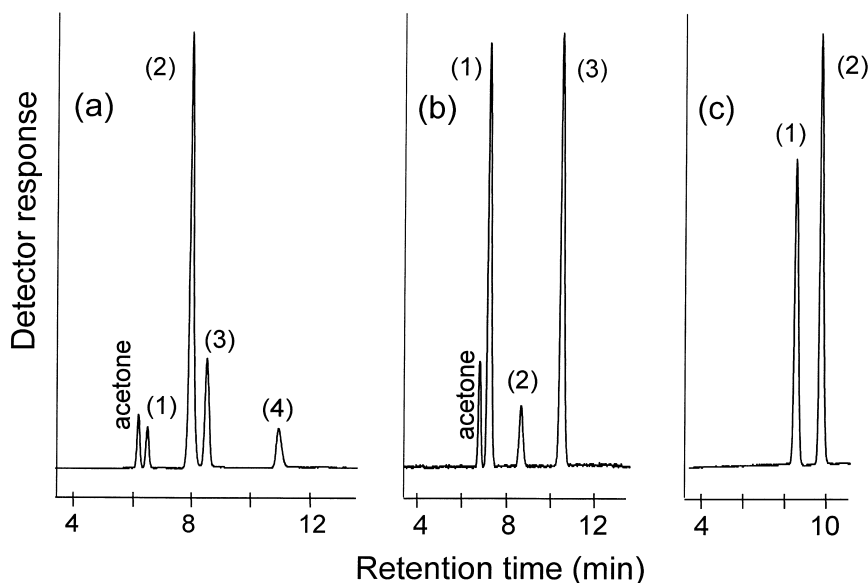 Detector response
(a)
(2)
acetone
(1)
(3)
(4)
4
8
12
(b)
(1)
(3)
acetone
(2)
4
8
12
(c)
(1)
(2)
4
10
Retention time (min)